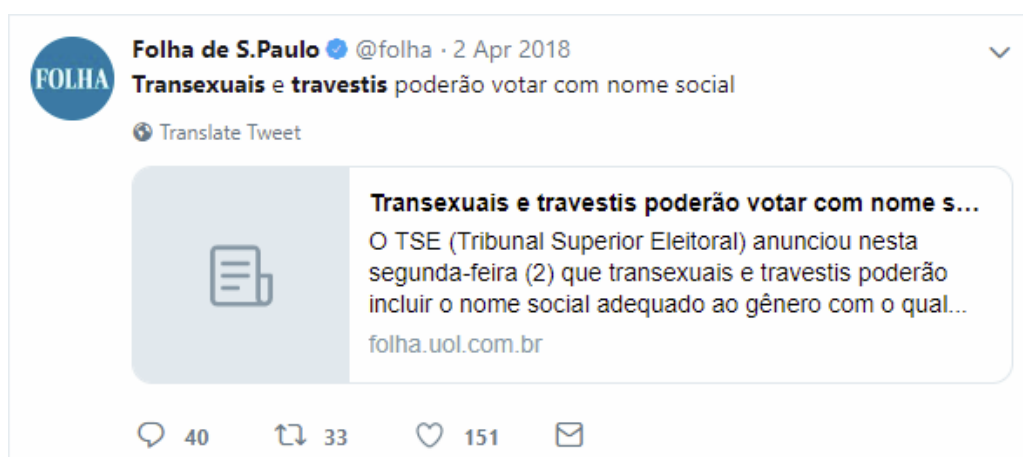 FOLHA
Folha de S.Paulo @folha · 2 Apr 2018
Transexuais e travestis poderão votar com nome social
Translate Tweet
Transexuais e travestis poderão votar com nome s...
O TSE (Tribunal Superior Eleitoral) anunciou nesta
segunda-feira (2) que transexuais e travestis poderão
incluir o nome social adequado ao gênero com o qual...
folha.uol.com.br
40 33 151